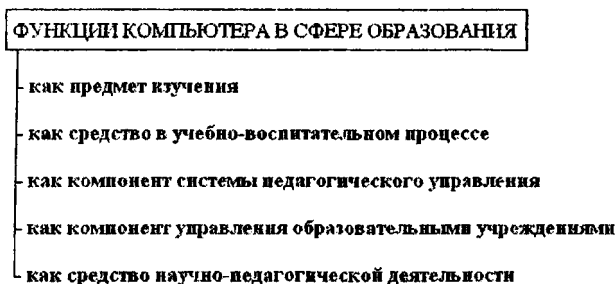 ФУНКЦИИ КОМПЬЮТЕРА В СФЕРЕ ОБРАЗОВАНИЯ
как предмет изучения
как средство в учебно-воспитательном процессе
как компонент системы педагогического управления
как компонент управления образовательными учреждениями
как средство научно-педагогической деятельности